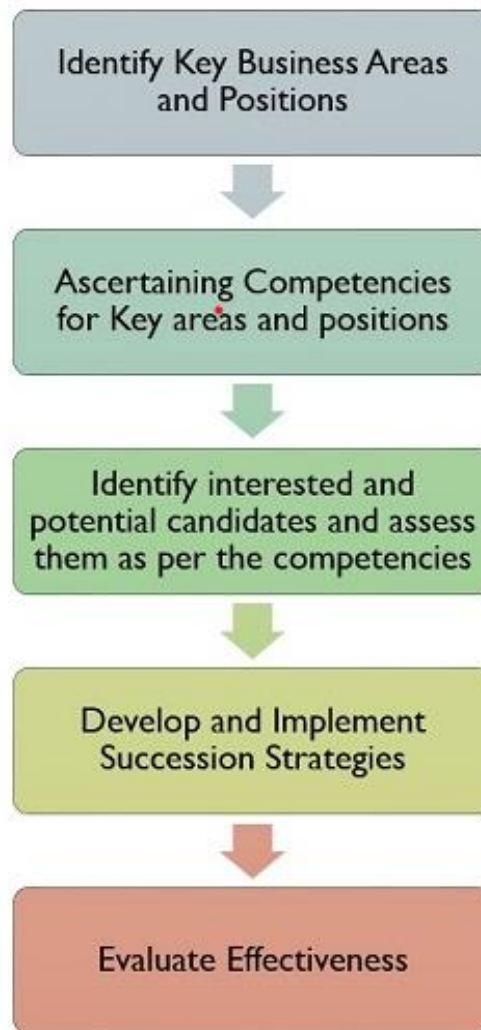 Identify Key Business Areas
and Positions
Ascertaining Competencies
for Key areas and positions
Identify interested and
potential candidates and assess
them as per the competencies
Develop and Implement
Succession Strategies
Evaluate Effectiveness